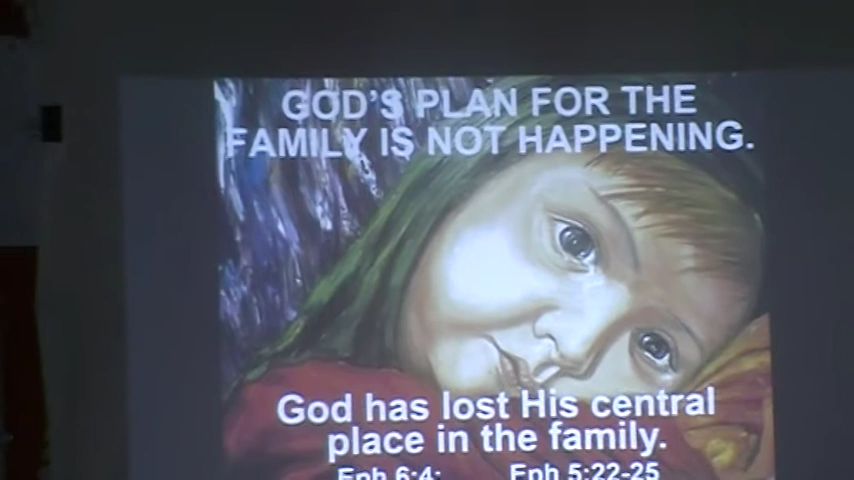 GOD'S PLAN FOR THE
FAMILY IS NOT HAPPENING.
God has lost His central
place in the family.
Eph 6:4; Eph 5:22-25